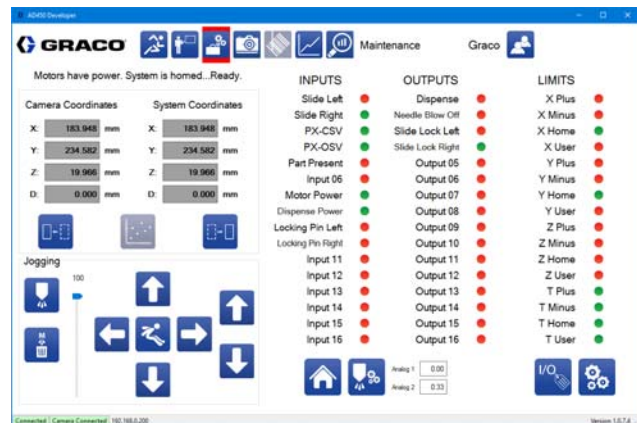 AD450 Developer
GRACO
Maintenance
Graco
Motors have power. System is homed...Ready.
Camera Coordinates
System Coordinates
X: 183.948 mm X: 183.948 mm
Y: 234.582 mm Y: 234.582 mm
Z: 19.966 mm Z: 19.966 mm
D: 0.000 mm D: 0.000 mm
Jogging
100
M
INPUTS
Slide Left
Slide Right
PX-CSV
PX-OSV
Part Present
Input 06
Motor Power
Dispense Power
Locking Pin Left
Locking Pin Right
Input 11
Input 12
Input 13
Input 14
Input 15
Input 16
OUTPUTS
Dispense
Needle Blow Off
Slide Lock Left
Slide Lock Right
Output 05
Output 06
Output 07
Output 08
Output 09
Output 10
Output 11
Output 12
Output 13
Output 14
Output 15
Output 16
LIMITS
X Plus
X Minus
X Home
X User
Y Plus
Y Minus
Y Home
Y User
Z Plus
Z Minus
Z Home
Z User
T Plus
T Minus
T Home
T User
Analog 1 0.00
Analog 2 0.33
I/O
Connected Camera Connected 192.168.0.200
Version 1.0.7.4